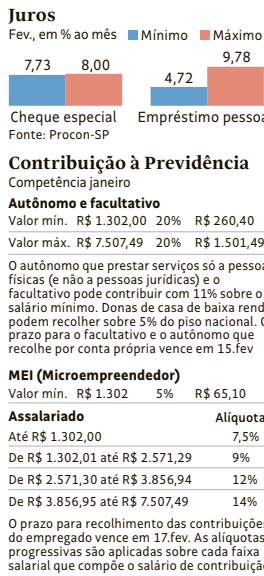 Juros
Fev., em % ao mês Mínimo Máximo
7,73 8,00 4,72 9,78
Cheque especial Empréstimo pessoa
Fonte: Procon-SP
Contribuição à Previdência
Competência janeiro
Autônomo e facultativo
Valor mín. R$ 1.302,00 20% R$ 260,40
Valor máx. R$ 7.507,49 20% R$ 1.501,49
O autônomo que prestar serviços só a pessoa
físicas (e não a pessoas jurídicas) e o
facultativo pode contribuir com 11% sobre o
salário mínimo. Donas de casa de baixa rend
podem recolher sobre 5% do piso nacional. O
prazo para o facultativo e o autônomo que
recolhe por conta própria vence em 15.fev
MEI (Microempreendedor)
Valor mín. R$ 1.302 5% R$ 65,10
Assalariado Alíquota
Até R$ 1.302,00 7,5%
De R$ 1.302,01 até R$ 2.571,29 9%
De R$ 2.571,30 até R$ 3.856,94 12%
De R$ 3.856,95 até R$ 7.507,49 14%
O prazo para recolhimento das contribuições
do empregado vence em 17.fev. As alíquotas
progressivas são aplicadas sobre cada faixa
salarial que compõe o salário de contribuição